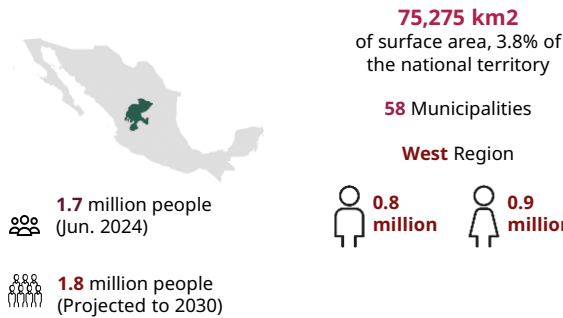 75,275 km2
of surface area, 3.8% of
the national territory
58 Municipalities
West Region
1.7 million people
(Jun. 2024)
0.8
million
0.9
million
1.8 million people
(Projected to 2030)